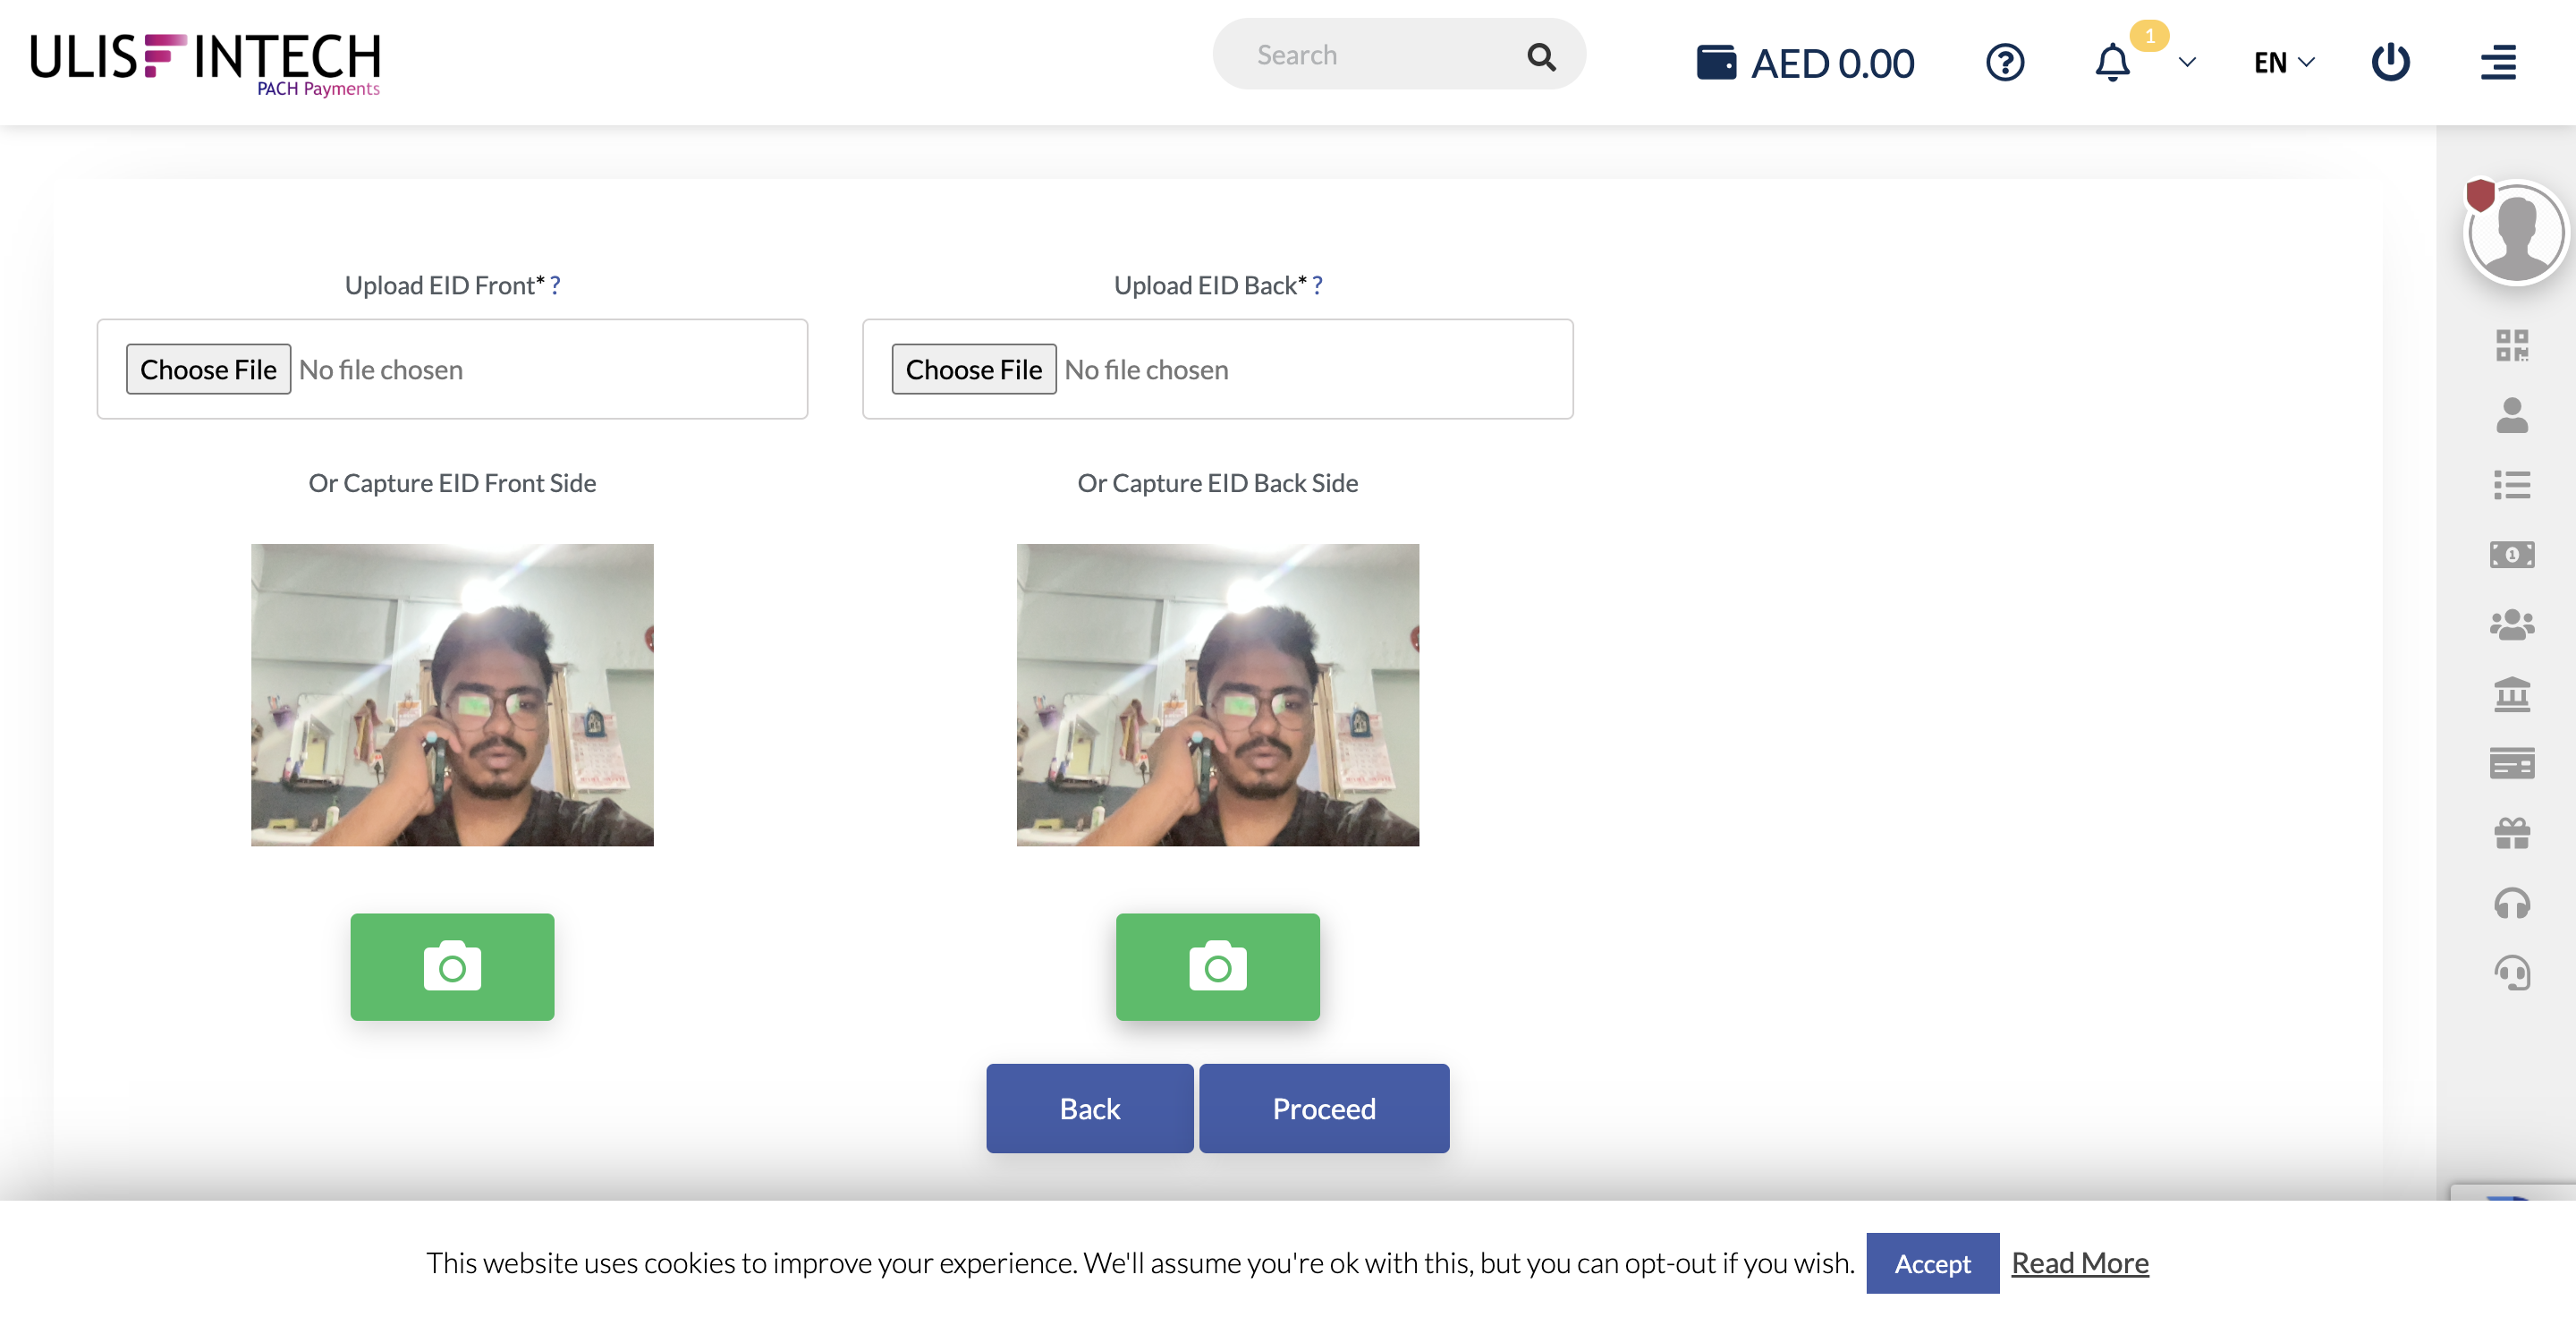 ULISFINTECH
PACH Payments
Search
AED 0.00
1
EN
Upload EID Front* ?
Upload EID Back* ?
Choose File No file chosen
Choose File No file chosen
Or Capture EID Front Side
Or Capture EID Back Side
Back
Proceed
This website uses cookies to improve your experience. We'll assume you're ok with this, but you can opt-out if you wish.
Accept
Read More